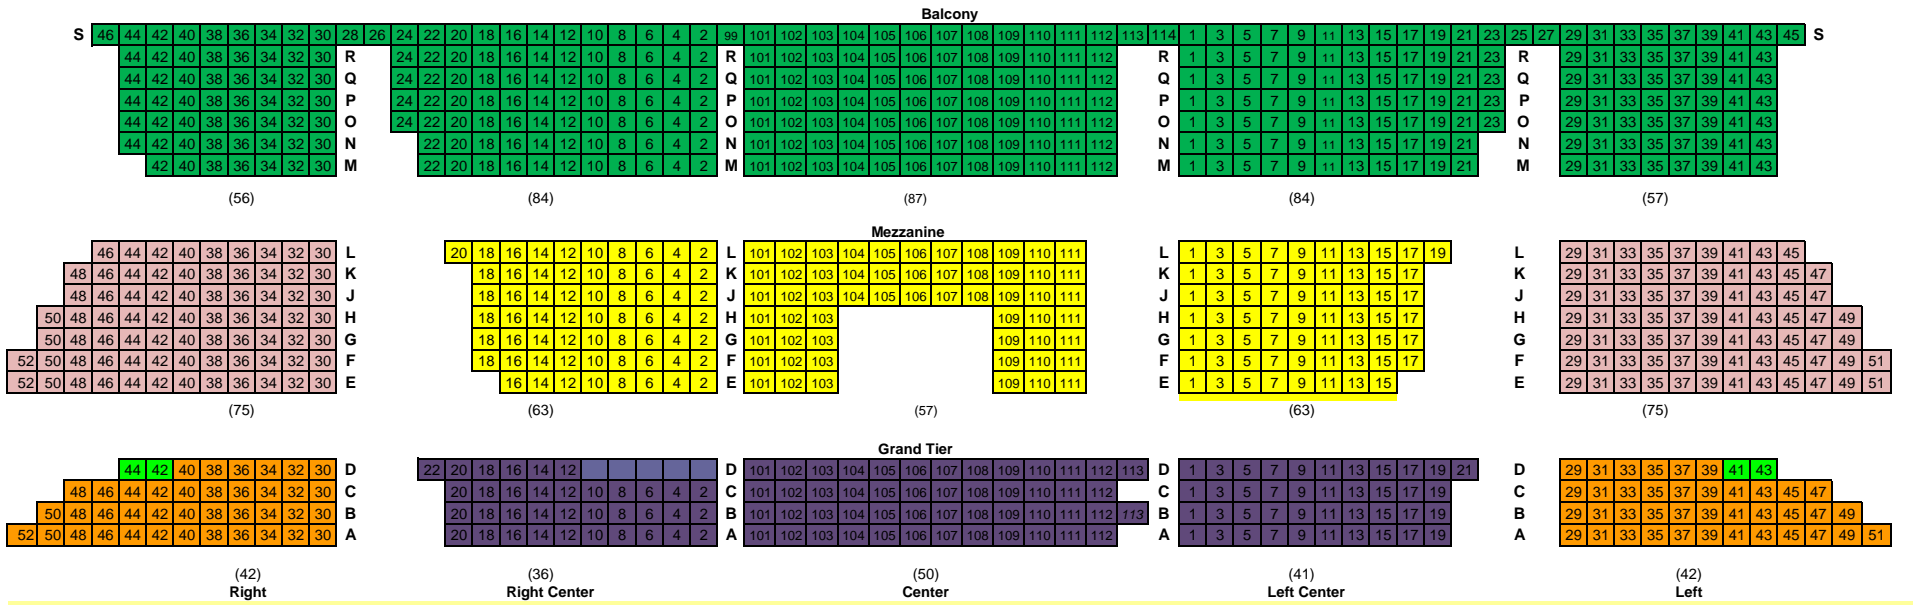 Balcony
S 46 44 42 40 38 36 34 32 30 28 26 24 22 20 18 16 14 12 10 8 6 4 2 99 101 102 103 104 105 106 107 108 109 110 111 112 113 114 1 3 5 7 9 11 13 15 17 19 21 23 25 27 29 31 33 35 37 39 41 43 45 S
44 42 40 38 36 34 32 30 R 24 22 20 18 16 14 12 10 8 6 4 2 R 101 102 103 104 105 106 107 108 109 110 111 112 R 1 3 5 7 9 11 13 15 17 19 21 23 R 29 31 33 35 37 39 41 43
44 42 40 38 36 34 32 30 Q 24 22 20 18 16 14 12 10 8 6 4 2 Q 101 102 103 104 105 106 107 108 109 110 111 112 Q 1 3 5 7 9 11 13 15 17 19 21 23 Q 29 31 33 35 37 39 41 43
44 42 40 38 36 34 32 30 P 24 22 20 18 16 14 12 10 8 6 4 2 P 101 102 103 104 105 106 107 108 109 110 111 112 P 1 3 5 7 9 11 13 15 17 19 21 23 P 29 31 33 35 37 39 41 43
44 42 40 38 36 34 32 30 O 24 22 20 18 16 14 12 10 8 6 4 2 O 101 102 103 104 105 106 107 108 109 110 111 112 O 1 3 5 7 9 11 13 15 17 19 21 23 O 29 31 33 35 37 39 41 43
44 42 40 38 36 34 32 30 N 22 20 18 16 14 12 10 8 6 4 2 N 101 102 103 104 105 106 107 108 109 110 111 112 N 1 3 5 7 9 11 13 15 17 19 21 N 29 31 33 35 37 39 41 43
42 40 38 36 34 32 30 M 22 20 18 16 14 12 10 8 6 4 2 M 101 102 103 104 105 106 107 108 109 110 111 112 M 1 3 5 7 9 11 13 15 17 19 21 M 29 31 33 35 37 39 41 43
(56) (84) (87) (84) (57)
Mezzanine
46 44 42 40 38 36 34 32 30 L 20 18 16 14 12 10 8 6 4 2 L 101 102 103 104 105 106 107 108 109 110 111 L 1 3 5 7 9 11 13 15 17 19 L 29 31 33 35 37 39 41 43 45
48 46 44 42 40 38 36 34 32 30 K 18 16 14 12 10 8 6 4 2 K 101 102 103 104 105 106 107 108 109 110 111 K 1 3 5 7 9 11 13 15 17 K 29 31 33 35 37 39 41 43 45 47
48 46 44 42 40 38 36 34 32 30 J 18 16 14 12 10 8 6 4 2 J 101 102 103 104 105 106 107 108 109 110 111 J 1 3 5 7 9 11 13 15 17 J 29 31 33 35 37 39 41 43 45 47
50 48 46 44 42 40 38 36 34 32 30 H 18 16 14 12 10 8 6 4 2 H 101 102 103 109 110 111 H 1 3 5 7 9 11 13 15 17 H 29 31 33 35 37 39 41 43 45 47 49
50 48 46 44 42 40 38 36 34 32 30 G 18 16 14 12 10 8 6 4 2 G 101 102 103 109 110 111 G 1 3 5 7 9 11 13 15 17 G 29 31 33 35 37 39 41 43 45 47 49
52 50 48 46 44 42 40 38 36 34 32 30 F 18 16 14 12 10 8 6 4 2 F 101 102 103 109 110 111 F 1 3 5 7 9 11 13 15 17 F 29 31 33 35 37 39 41 43 45 47 49 51
52 50 48 46 44 42 40 38 36 34 32 30 E 16 14 12 10 8 6 4 2 E 101 102 103 109 110 111 E 1 3 5 7 9 11 13 15 E 29 31 33 35 37 39 41 43 45 47 49 51
(75) (63) (57) (63) (75)
Grand Tier
44 42 40 38 36 34 32 30 D 22 20 18 16 14 12 D 101 102 103 104 105 106 107 108 109 110 111 112 113 D 1 3 5 7 9 11 13 15 17 19 21 D 29 31 33 35 37 39 41 43
48 46 44 42 40 38 36 34 32 30 C 20 18 16 14 12 10 8 6 4 2 C 101 102 103 104 105 106 107 108 109 110 111 112 C 1 3 5 7 9 11 13 15 17 19 C 29 31 33 35 37 39 41 43 45 47
50 48 46 44 42 40 38 36 34 32 30 B 20 18 16 14 12 10 8 6 4 2 B 101 102 103 104 105 106 107 108 109 110 111 112 113 B 1 3 5 7 9 11 13 15 17 19 B 29 31 33 35 37 39 41 43 45 47 49
52 50 48 46 44 42 40 38 36 34 32 30 A 20 18 16 14 12 10 8 6 4 2 A 101 102 103 104 105 106 107 108 109 110 111 112 A 1 3 5 7 9 11 13 15 17 19 A 29 31 33 35 37 39 41 43 45 47 49 51
(42) (36) (50) (41) (42)
Right Right Center Center Left Center Left